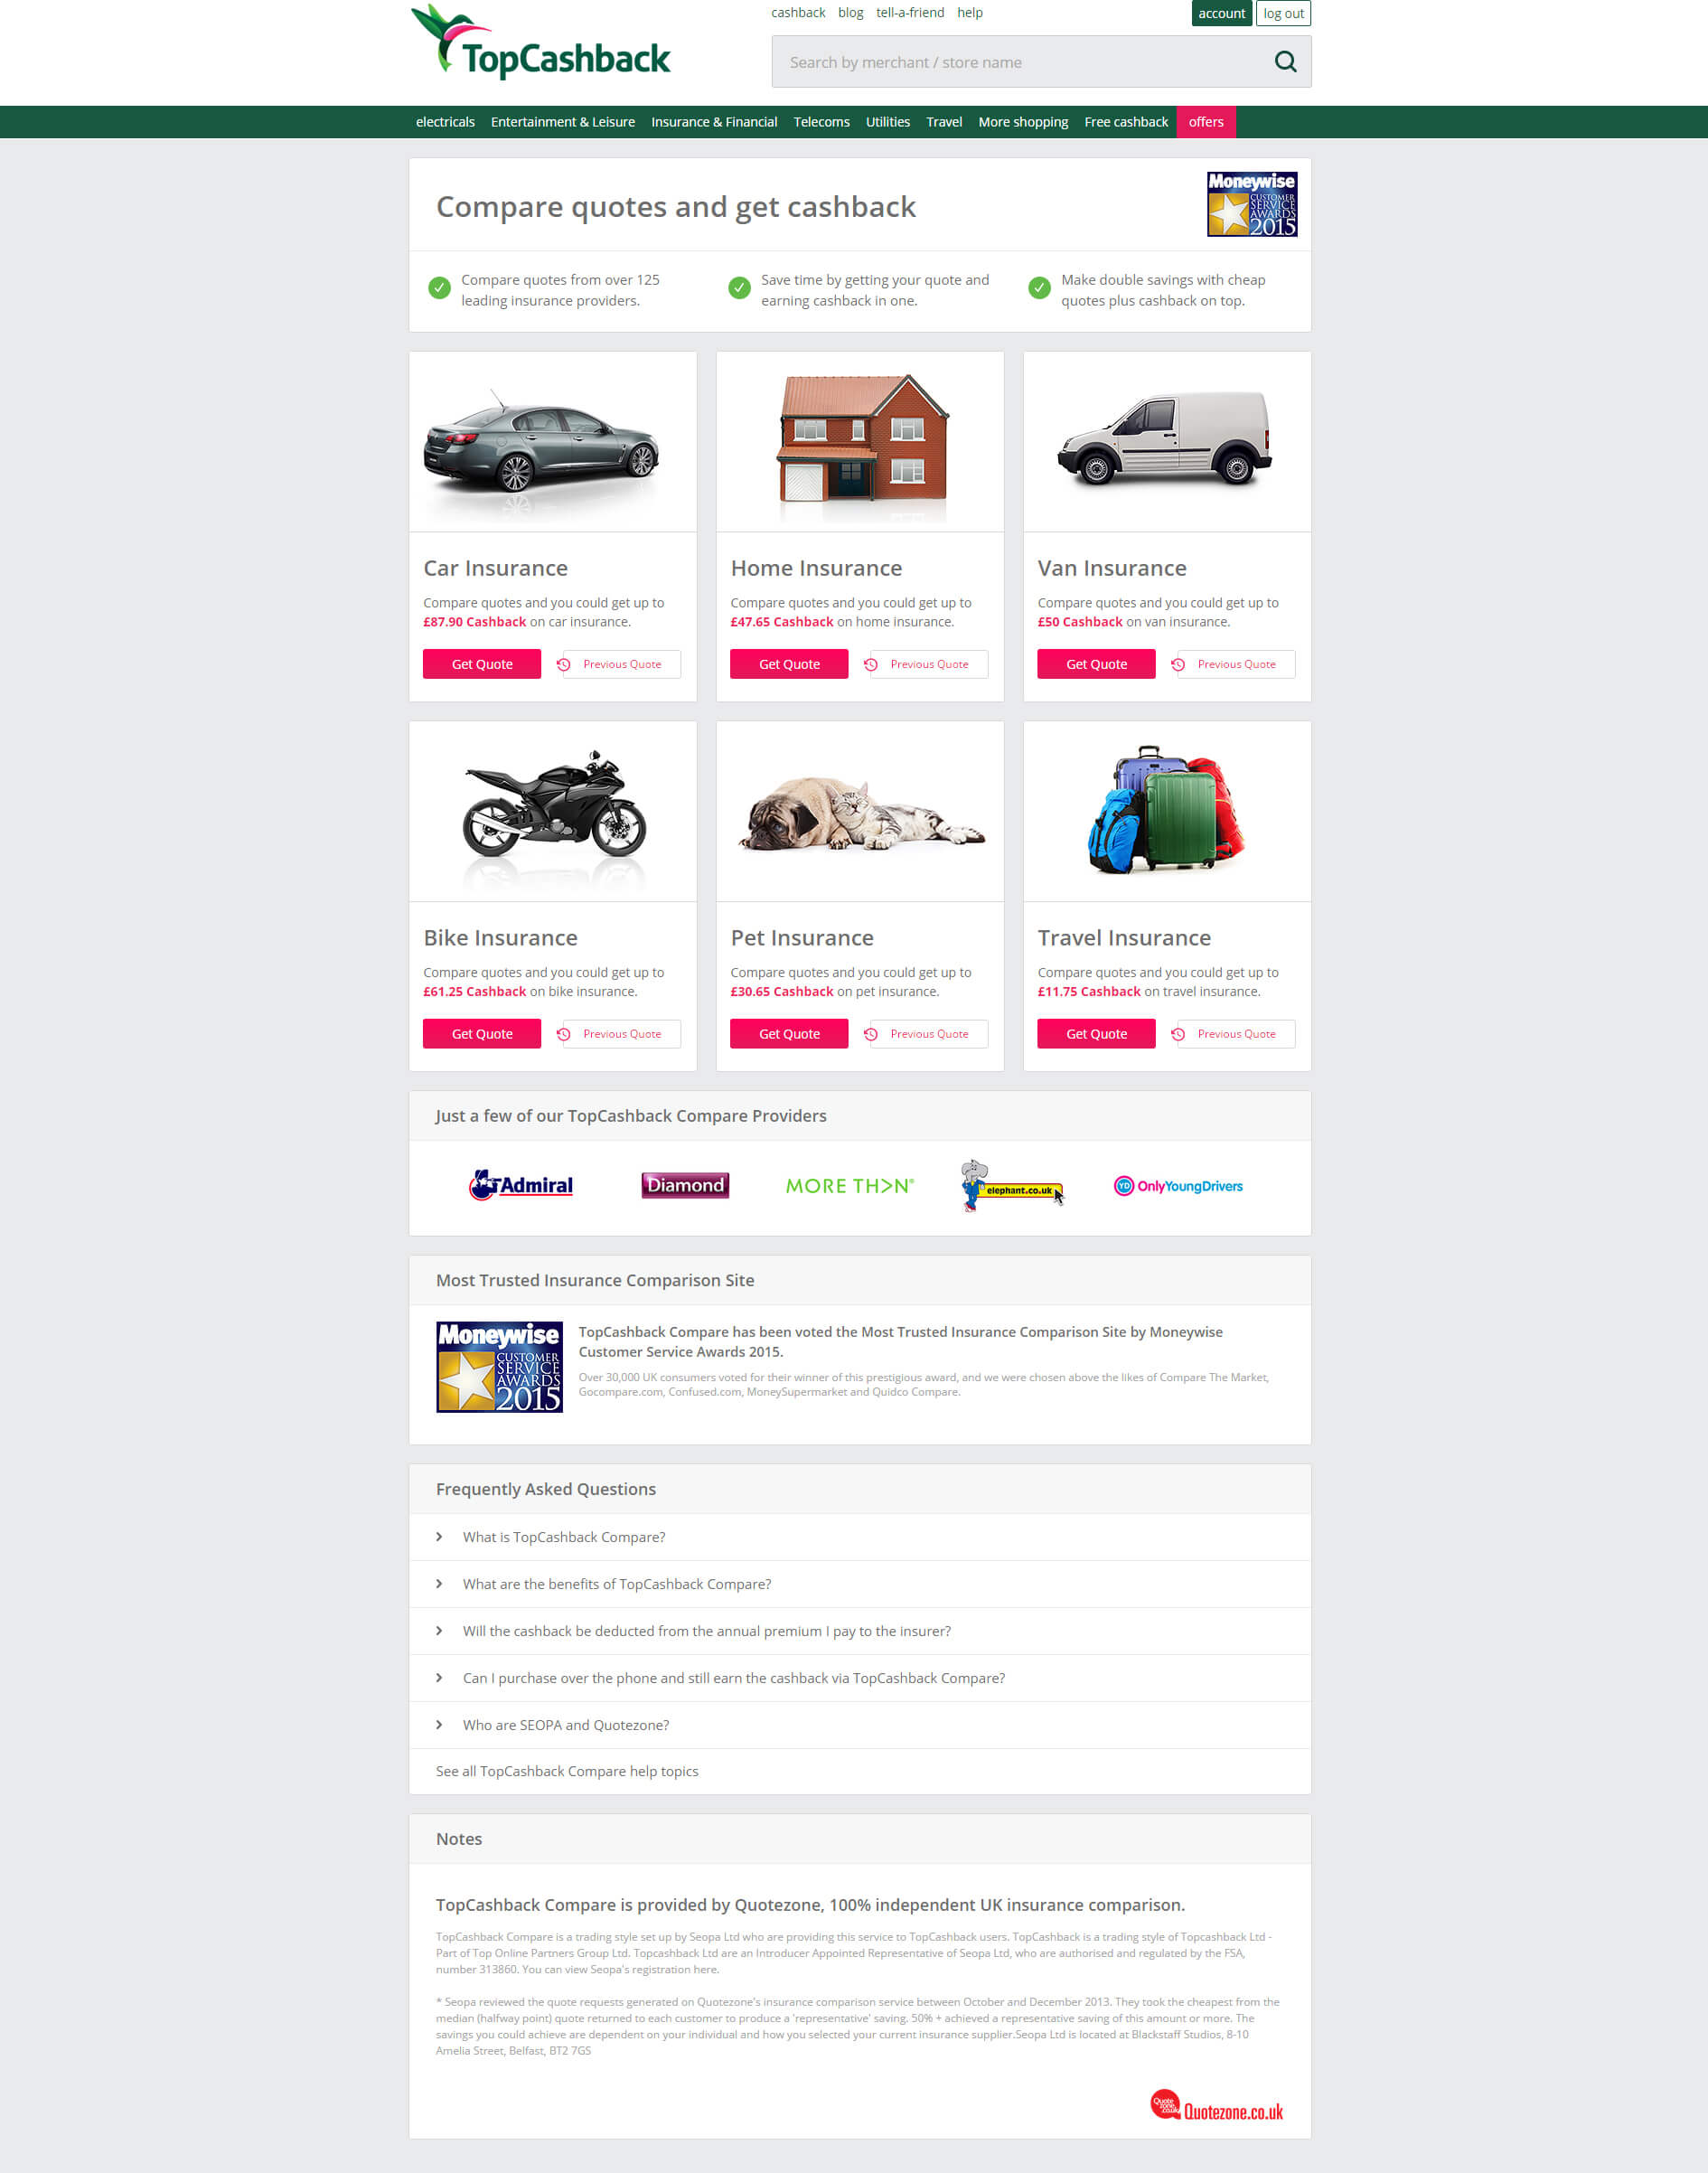 cashback blog tell-a-friend help account log out
TopCashback
Search by merchant / store name
electricals Entertainment & Leisure Insurance & Financial Telecoms Utilities Travel More shopping Free cashback offers
Compare quotes and get cashback
Moneywise
CUSTOMER
SERVICE
AWARDS
2015
Compare quotes from over 125
leading insurance providers.
Save time by getting your quote and
earning cashback in one.
Make double savings with cheap
quotes plus cashback on top.
Car Insurance
Compare quotes and you could get up to
£87.90 Cashback on car insurance.
Get Quote Previous Quote
Home Insurance
Compare quotes and you could get up to
£47.65 Cashback on home insurance.
Get Quote Previous Quote
Van Insurance
Compare quotes and you could get up to
£50 Cashback on van insurance.
Get Quote Previous Quote
Bike Insurance
Compare quotes and you could get up to
£61.25 Cashback on bike insurance.
Get Quote Previous Quote
Pet Insurance
Compare quotes and you could get up to
£30.65 Cashback on pet insurance.
Get Quote Previous Quote
Travel Insurance
Compare quotes and you could get up to
£11.75 Cashback on travel insurance.
Get Quote Previous Quote
Just a few of our TopCashback Compare Providers
Admiral Diamond MORE TH>N® elephant.co.uk YD OnlyYoungDrivers
Most Trusted Insurance Comparison Site
Moneywise
CUSTOMER
SERVICE
AWARDS
2015
TopCashback Compare has been voted the Most Trusted Insurance Comparison Site by Moneywise
Customer Service Awards 2015.
Over 30,000 UK consumers voted for their winner of this prestigious award, and we were chosen above the likes of Compare The Market,
Gocompare.com, Confused.com, MoneySupermarket and Quidco Compare.
Frequently Asked Questions
What is TopCashback Compare?
What are the benefits of TopCashback Compare?
Will the cashback be deducted from the annual premium I pay to the insurer?
Can I purchase over the phone and still earn the cashback via TopCashback Compare?
Who are SEOPA and Quotezone?
See all TopCashback Compare help topics
Notes
TopCashback Compare is provided by Quotezone, 100% independent UK insurance comparison.
TopCashback Compare is a trading style set up by Seopa Ltd who are providing this service to TopCashback users. TopCashback is a trading style of Topcashback Ltd -
Part of Top Online Partners Group Ltd. Topcashback Ltd are an Introducer Appointed Representative of Seopa Ltd, who are authorised and regulated by the FSA,
number 313860. You can view Seopa's registration here.
* Seopa reviewed the quote requests generated on Quotezone's insurance comparison service between October and December 2013. They took the cheapest from the
median (halfway point) quote returned to each customer to produce a 'representative' saving. 50% + achieved a representative saving of this amount or more. The
savings you could achieve are dependent on your individual and how you selected your current insurance supplier.Seopa Ltd is located at Blackstaff Studios, 8-10
Amelia Street, Belfast, BT2 7GS
Quote
zone
.co.uk
Quotezone.co.uk